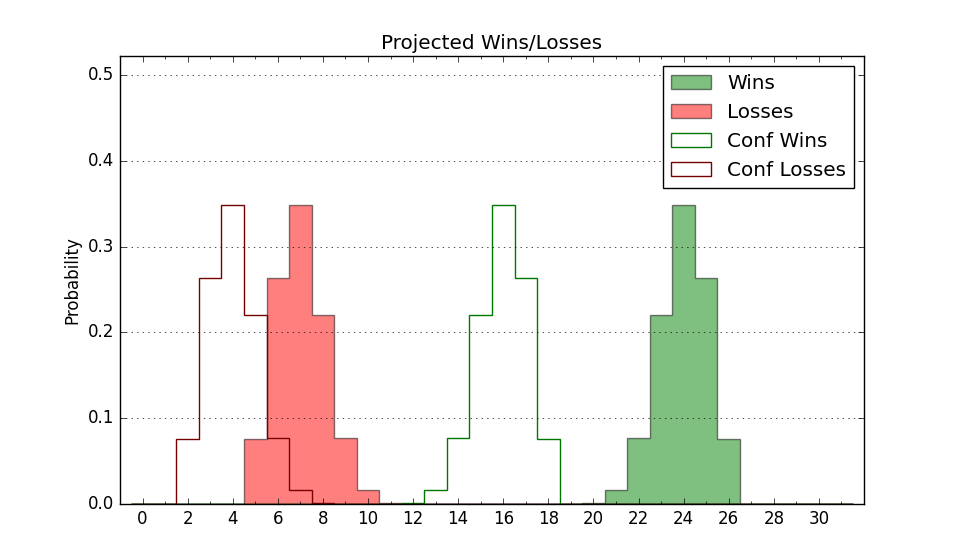 Projected Wins/Losses
Wins
Losses
Conf Wins
Conf Losses
Probability
0.5
0.4
0.3
0.2
0.1
0.0
0 2 4 6 8 10 12 14 16 18 20 22 24 26 28 30